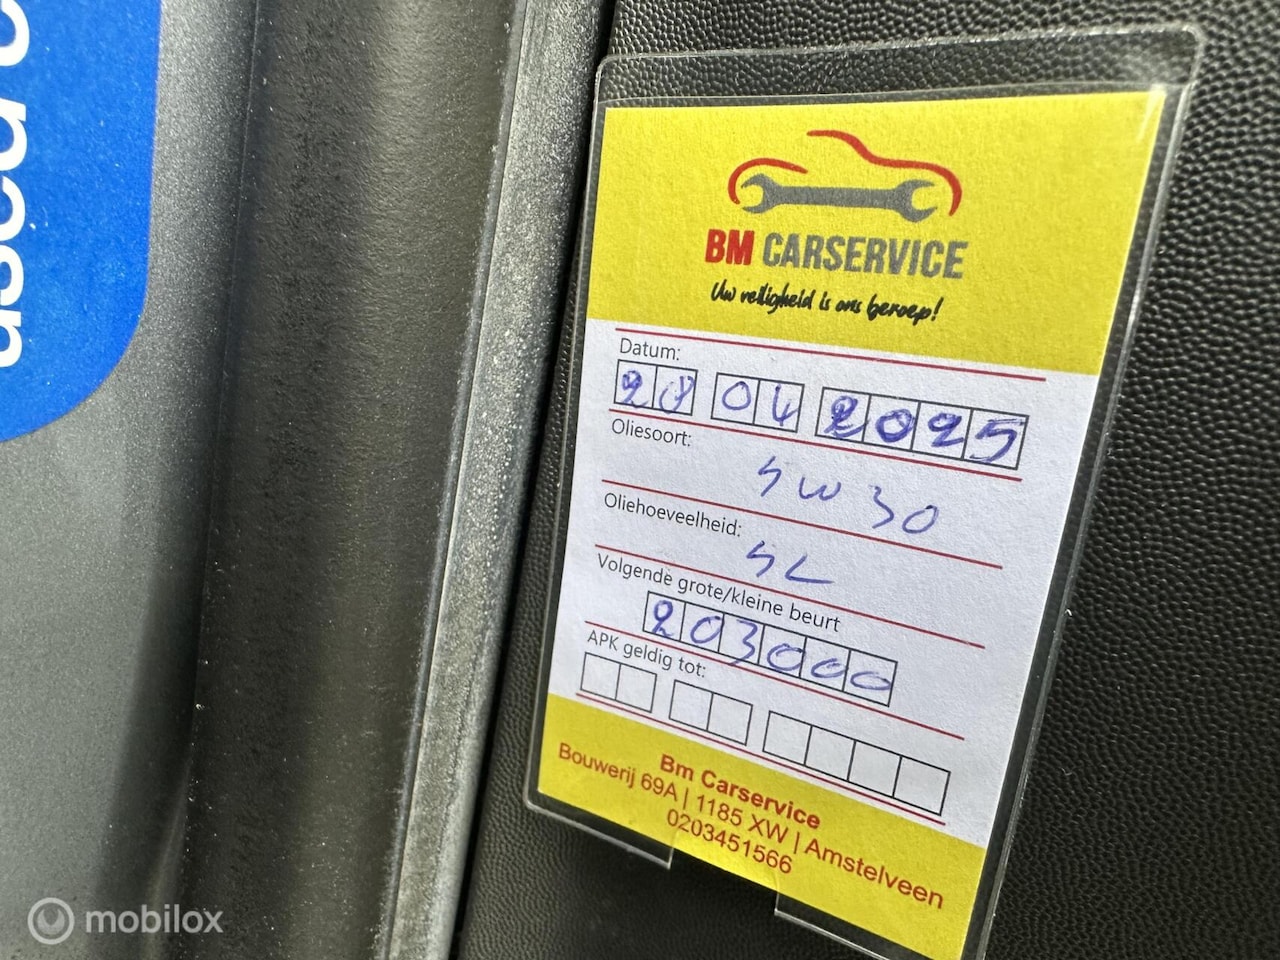 used c
BM CARSERVICE
Uw veiligheid is ons beroep!
Datum:
28 04 2025
Oliesoort:
5W30
Oliehoeveelheid:
5L
Volgende grote/kleine beurt
203000
APK geldig tot:
Bm Carservice
Bouwerij 69A | 1185 XW | Amstelveen
0203451566
mobilox